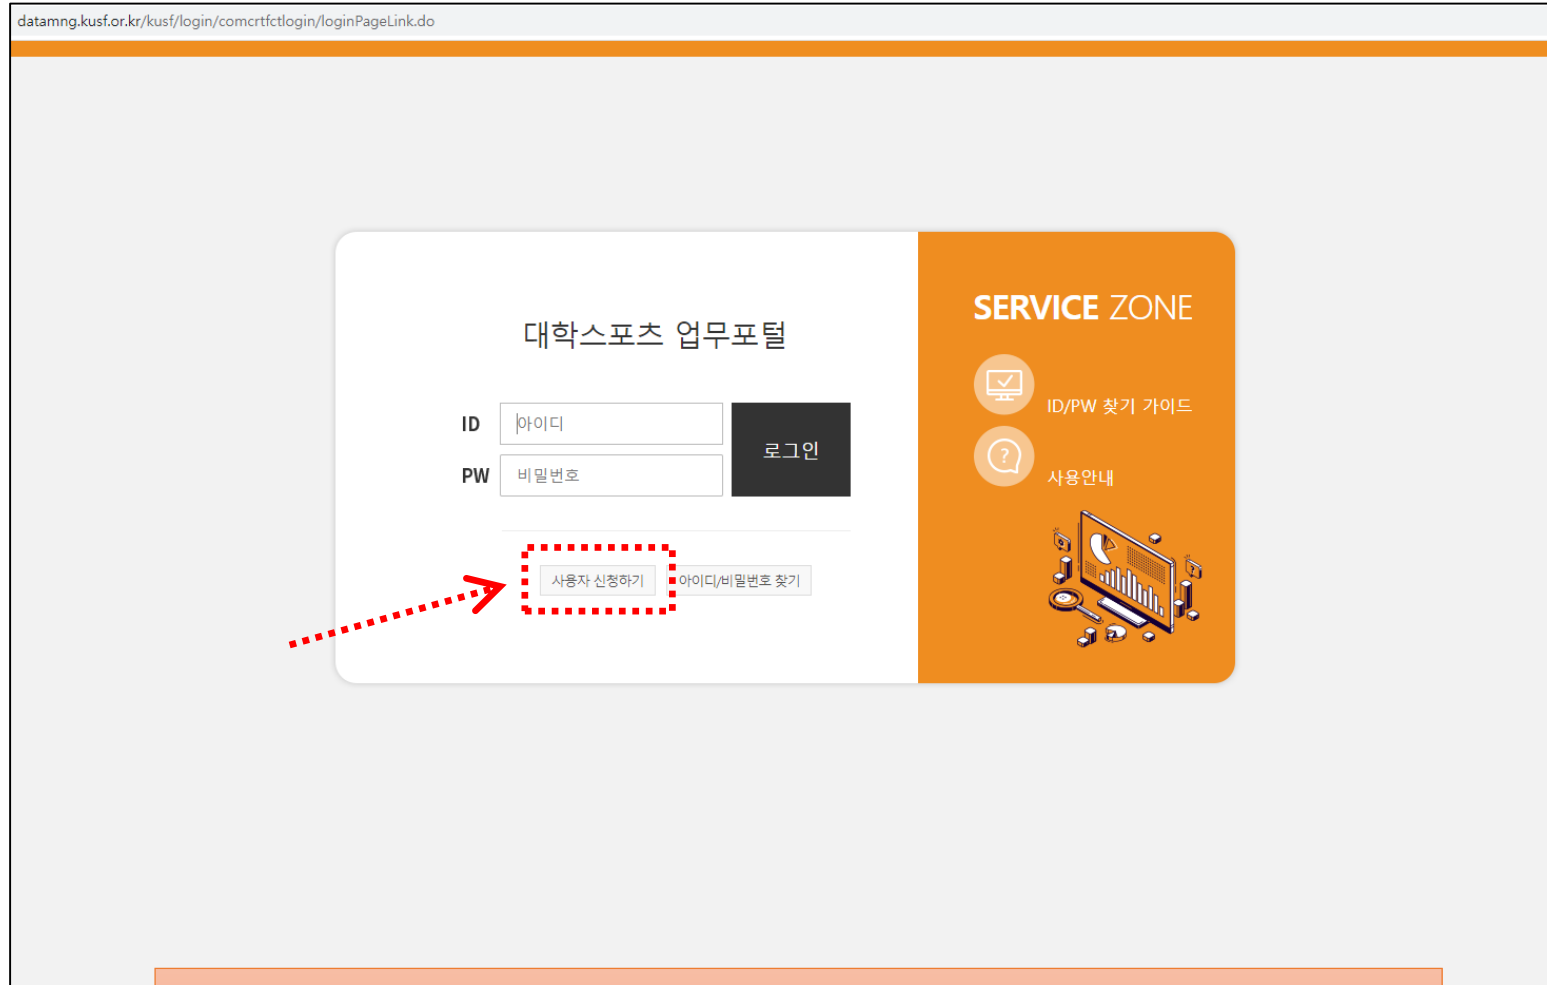 datamng.kusf.or.kr/kusf/login/comcrtfctlogin/loginPageLink.do
대학스포츠 업무포털
ID 아이디
PW 비밀번호
로그인
사용자 신청하기
아이디/비밀번호 찾기
SERVICE ZONE
ID/PW 찾기 가이드
사용안내